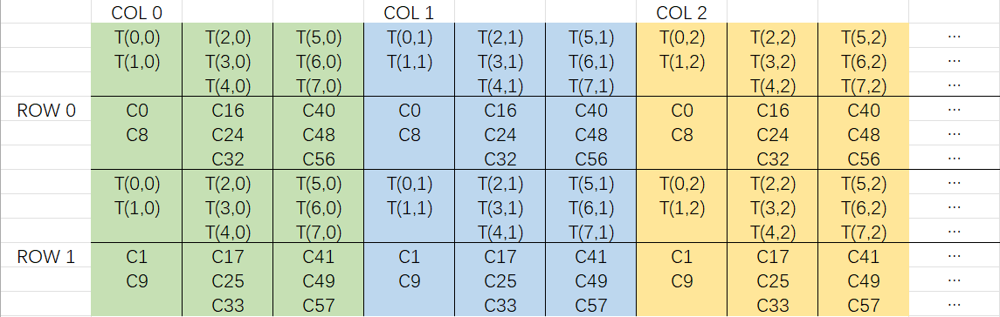 COL 0 COL 1 COL 2
T(0,0) T(2,0) T(5,0) T(0,1) T(2,1) T(5,1) T(0,2) T(2,2) T(5,2) ...
T(1,0) T(3,0) T(6,0) T(1,1) T(3,1) T(6,1) T(1,2) T(3,2) T(6,2) ...
T(4,0) T(7,0) T(4,1) T(7,1) T(4,2) T(7,2) ...
ROW 0 C0 C16 C40 C0 C16 C40 C0 C16 C40 ...
C8 C24 C48 C8 C24 C48 C8 C24 C48 ...
C32 C56 C32 C56 C32 C56 ...
T(0,0) T(2,0) T(5,0) T(0,1) T(2,1) T(5,1) T(0,2) T(2,2) T(5,2) ...
T(1,0) T(3,0) T(6,0) T(1,1) T(3,1) T(6,1) T(1,2) T(3,2) T(6,2) ...
T(4,0) T(7,0) T(4,1) T(7,1) T(4,2) T(7,2) ...
ROW 1 C1 C17 C41 C1 C17 C41 C1 C17 C41 ...
C9 C25 C49 C9 C25 C49 C9 C25 C49 ...
C33 C57 C33 C57 C33 C57 ...